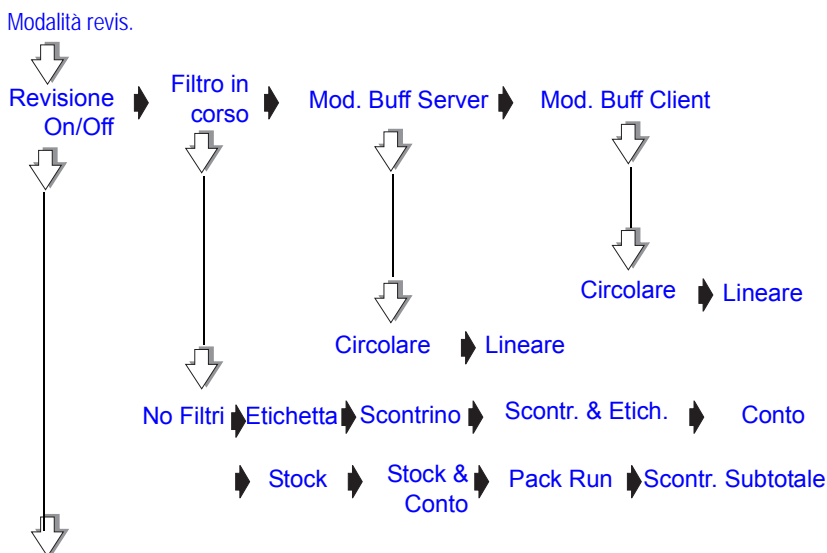 Modalità revis.
Revisione On/Off
Filtro in corso
Mod. Buff Server
Mod. Buff Client
Circolare
Lineare
Circolare
Lineare
No Filtri
Etichetta
Scontrino
Scontr. & Etich.
Conto
Stock
Stock & Conto
Pack Run
Scontr. Subtotale